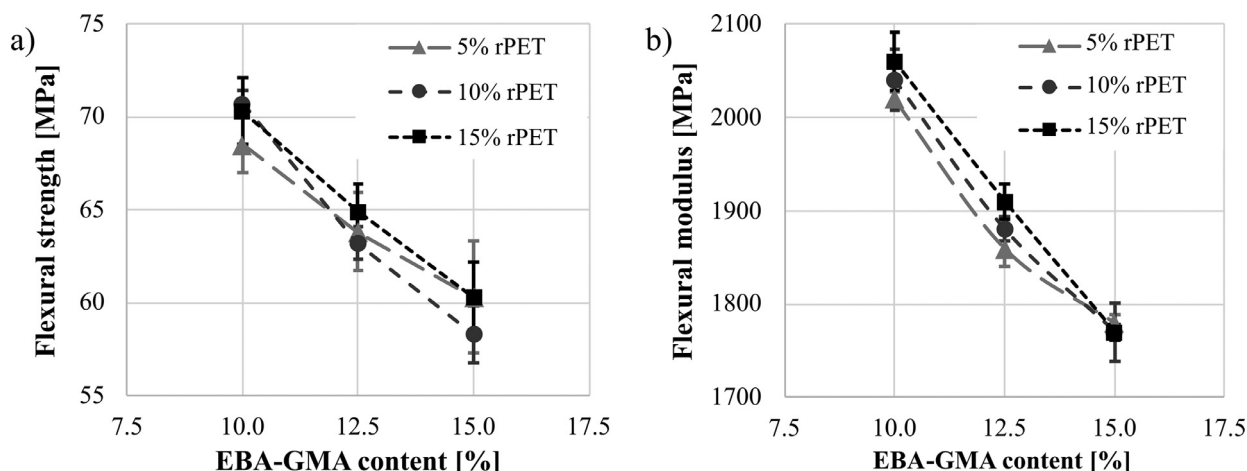 a)
Flexural strength [MPa]
75
70
65
60
55
7.5 10.0 12.5 15.0 17.5
EBA-GMA content [%]
5% rPET
10% rPET
15% rPET
b)
Flexural modulus [MPa]
2100
2000
1900
1800
1700
7.5 10.0 12.5 15.0 17.5
EBA-GMA content [%]
5% rPET
10% rPET
15% rPET